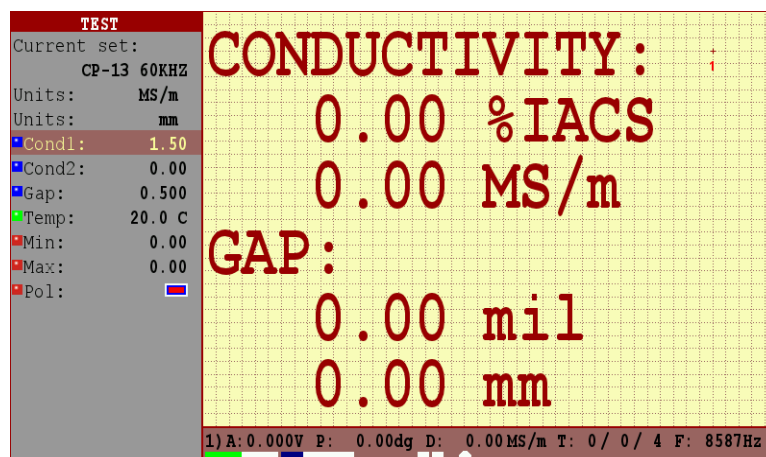 TEST
Current set:
CP-13 60KHZ
Units: MS/m
Units: mm
Cond1: 1.50
Cond2: 0.00
Gap: 0.500
Temp: 20.0 C
Min: 0.00
Max: 0.00
Pol:
CONDUCTIVITY:
0.00 %IACS
0.00 MS/m
GAP:
0.00 mil
0.00 mm
1
1)A:0.000V P: 0.00dg D: 0.00MS/m T: 0/ 0/ 4 F: 8587Hz